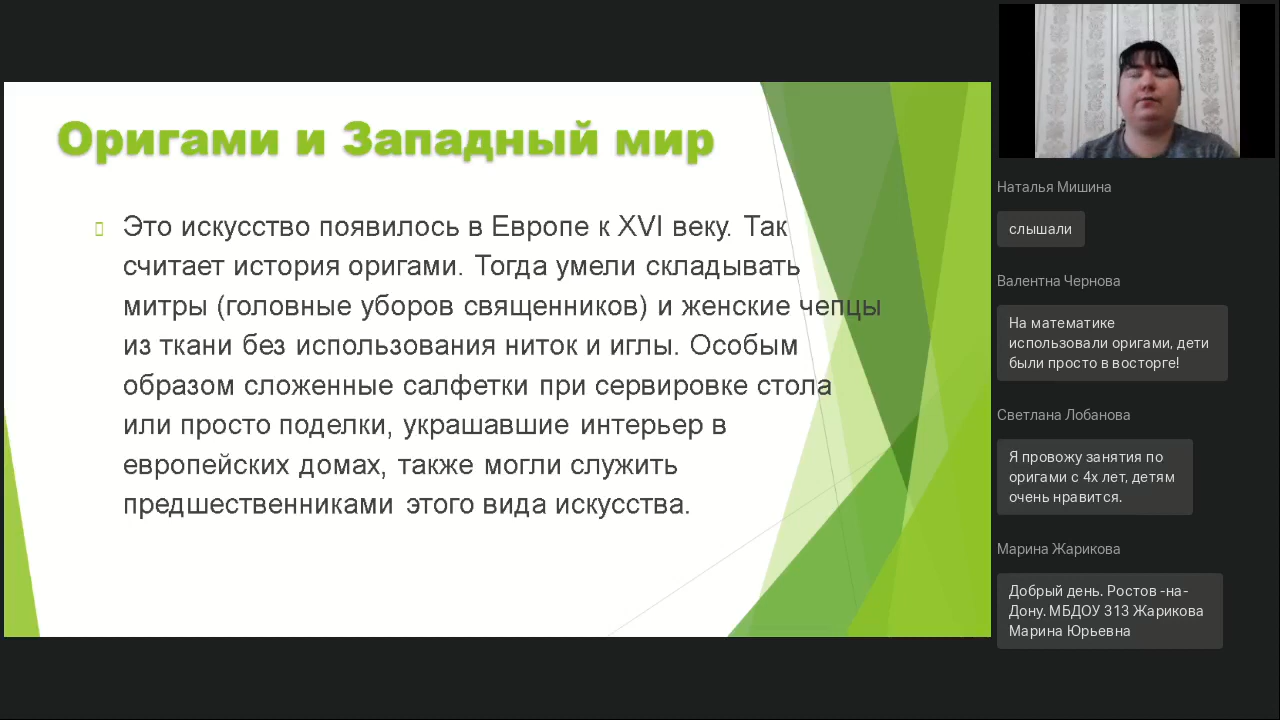 Оригами и Западный мир
Это искусство появилось в Европе к XVI веку. Так
считает история оригами. Тогда умели складывать
митры (головные уборов священников) и женские чепцы
из ткани без использования ниток и иглы. Особым
образом сложенные салфетки при сервировке стола
или просто поделки, украшавшие интерьер в
европейских домах, также могли служить
предшественниками этого вида искусства.
Наталья Мишина
слышали
Валентна Чернова
На математике
использовали оригами, дети
были просто в восторге!
Светлана Лобанова
Я провожу занятия по
оригами с 4х лет, детям
очень нравится.
Марина Жарикова
Добрый день. Ростов -на-
Дону. МБДОУ 313 Жарикова
Марина Юрьевна